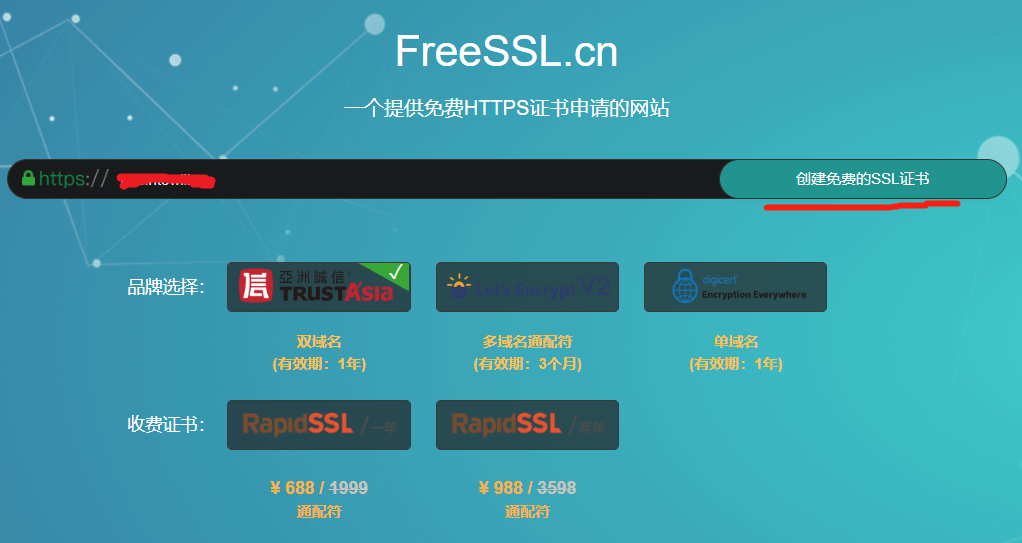 FreeSSL.cn
一个提供免费HTTPS证书申请的网站
https://
创建免费的SSL证书
品牌选择：
亞洲誠信
TRUSTAsia
Let's Encrypt V2
digicert
Encryption Everywhere
双域名
(有效期：1年)
多域名通配符
(有效期：3个月)
单域名
(有效期：1年)
收费证书：
RapidSSL /一年
RapidSSL /两年
¥ 688 / 1999
通配符
¥ 988 / 3598
通配符